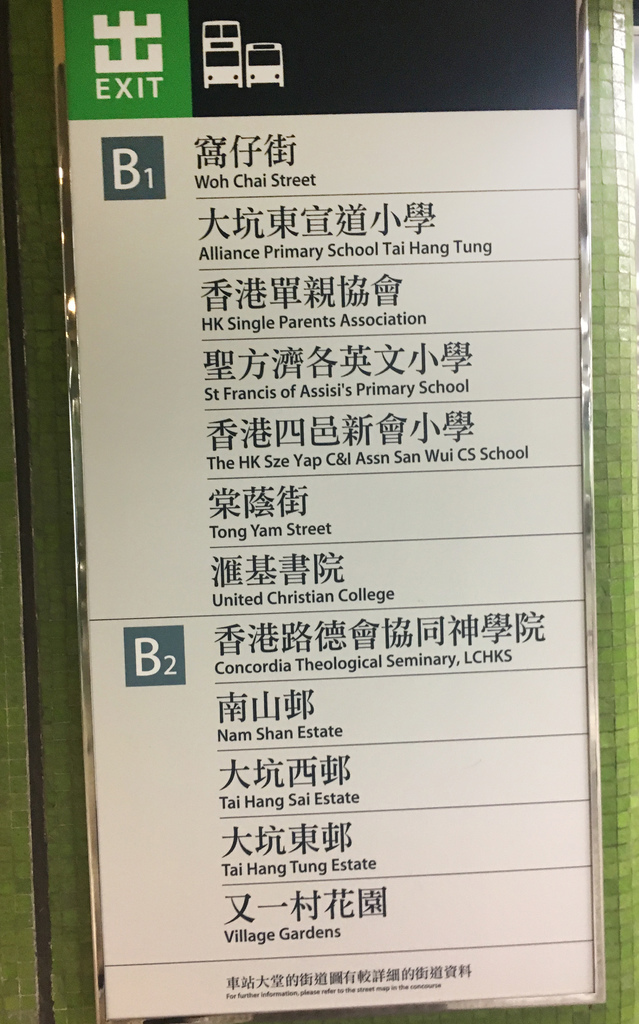 出
EXIT
B1
窩仔街
Woh Chai Street
大坑東宣道小學
Alliance Primary School Tai Hang Tung
香港單親協會
HK Single Parents Association
聖方濟各英文小學
St Francis of Assisi's Primary School
香港四邑新會小學
The HK Sze Yap C&I Assn San Wui CS School
棠蔭街
Tong Yam Street
滙基書院
United Christian College
B2
香港路德會協同神學院
Concordia Theological Seminary, LCHKS
南山邨
Nam Shan Estate
大坑西邨
Tai Hang Sai Estate
大坑東邨
Tai Hang Tung Estate
又一村花園
Village Gardens
車站大堂的街道圖有較詳細的街道資料
For further information, please refer to the street map in the concourse